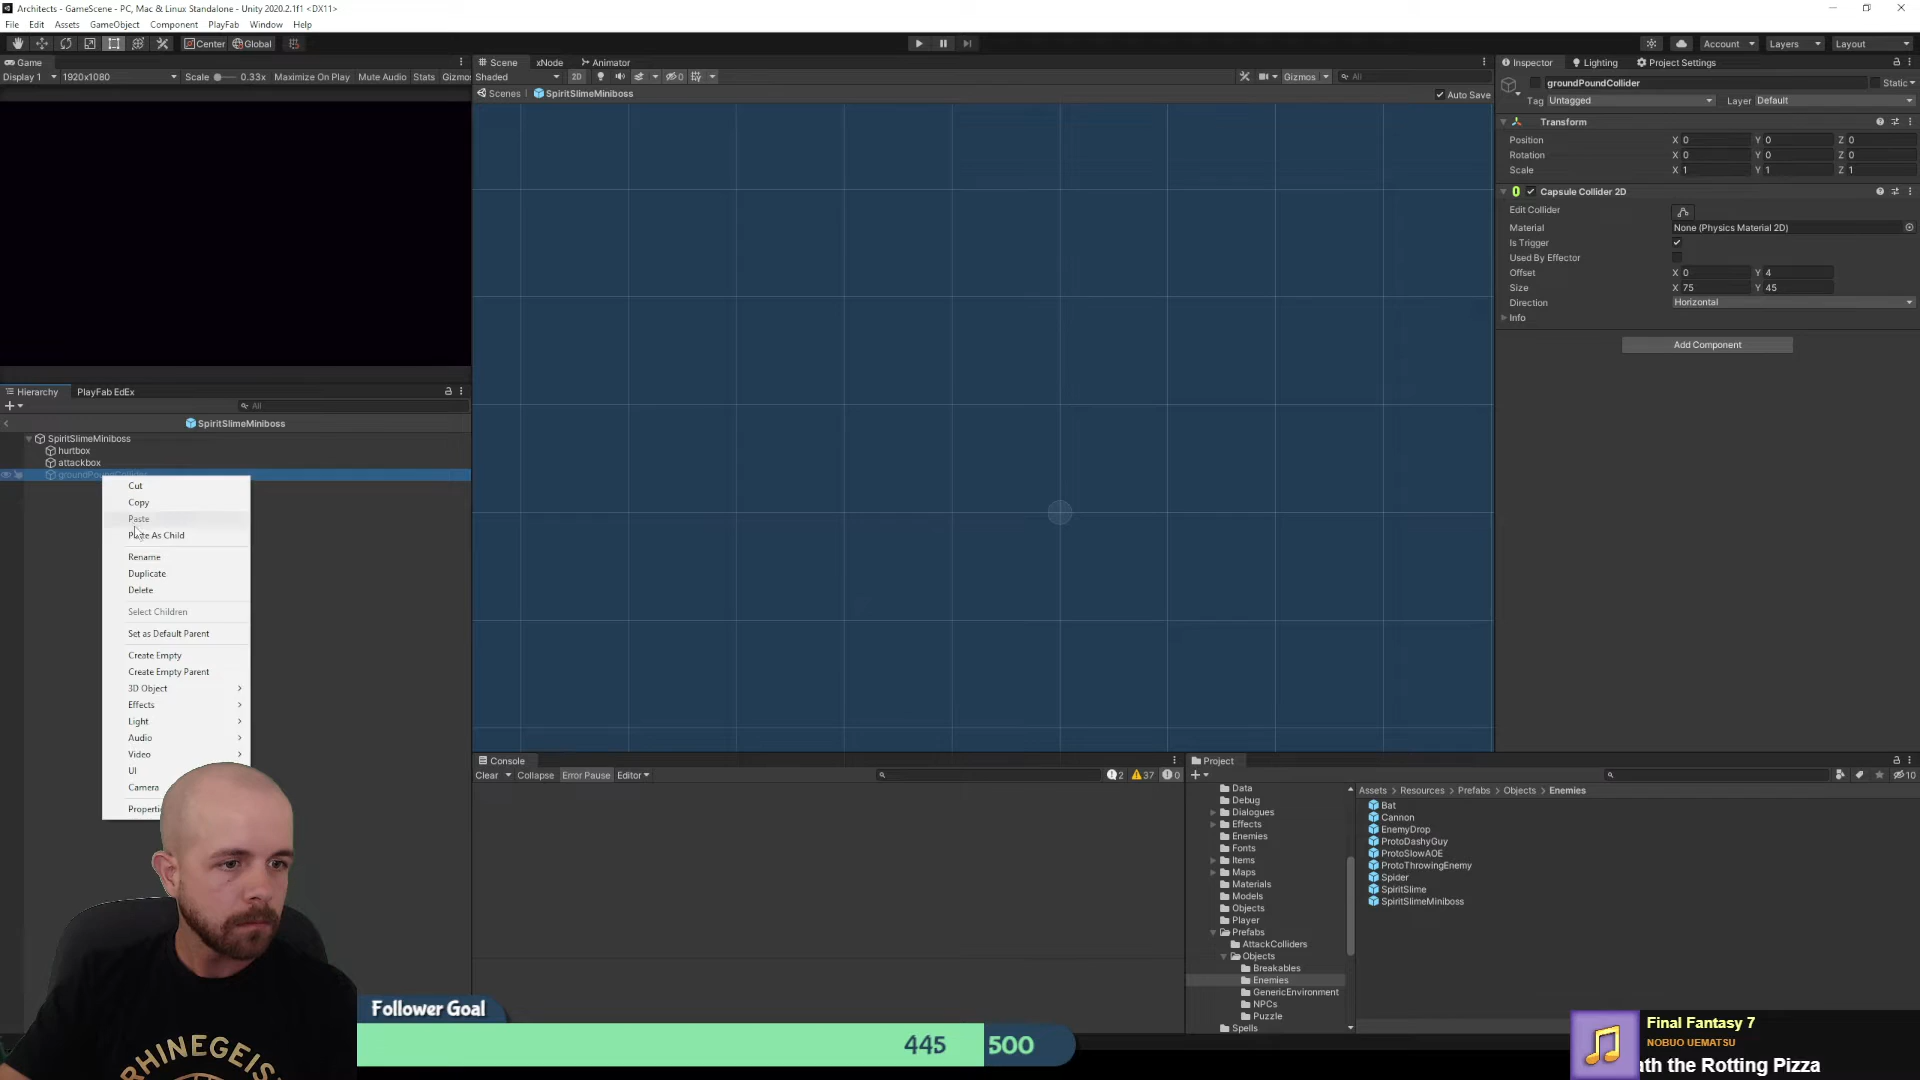 Architects - GameScene - PC, Mac & Linux Standalone - Unity 2020.2.1f1 <DX11>
File Edit Assets GameObject Component PlayFab Window Help
Center Global
Account Layers Layout
Game
Display 1 1920x1080 Scale 0.33x Maximize On Play Mute Audio Stats Gizmo
Scene xNode Animator
Shaded 2D 0 Gizmos All
Scenes SpiritSlimeMiniboss Auto Save
Inspector Lighting Project Settings
groundPoundCollider Static
Tag Untagged Layer Default
Transform
Position X 0 Y 0 Z 0
Rotation X 0 Y 0 Z 0
Scale X 1 Y 1 Z 1
Capsule Collider 2D
Edit Collider
Material None (Physics Material 2D)
Is Trigger
Used By Effector
Offset X 0 Y 4
Size X 75 Y 45
Direction Horizontal
Info
Add Component
Hierarchy PlayFab EdEx
All
SpiritSlimeMiniboss
SpiritSlimeMiniboss
hurtbox
attackbox
Cut
Copy
Paste
Paste As Child
Rename
Duplicate
Delete
Select Children
Set as Default Parent
Create Empty
Create Empty Parent
3D Object
Effects
Light
Audio
Video
UI
Camera
Console
Clear Collapse Error Pause Editor 2 37 0
Project
10
Data
Debug
Dialogues
Effects
Enemies
Fonts
Items
Maps
Materials
Models
Objects
Player
Prefabs
AttackColliders
Objects
Breakables
Enemies
GenericEnvironment
NPCs
Puzzle
Spells
Assets Resources Prefabs Objects Enemies
Bat
Cannon
EnemyDrop
ProtoDashyGuy
ProtoSlowAOE
ProtoThrowingEnemy
Spider
SpiritSlime
SpiritSlimeMiniboss
RHINEGEIST
Follower Goal
445 500
Final Fantasy 7
NOBUO UEMATSU
ath the Rotting Pizza